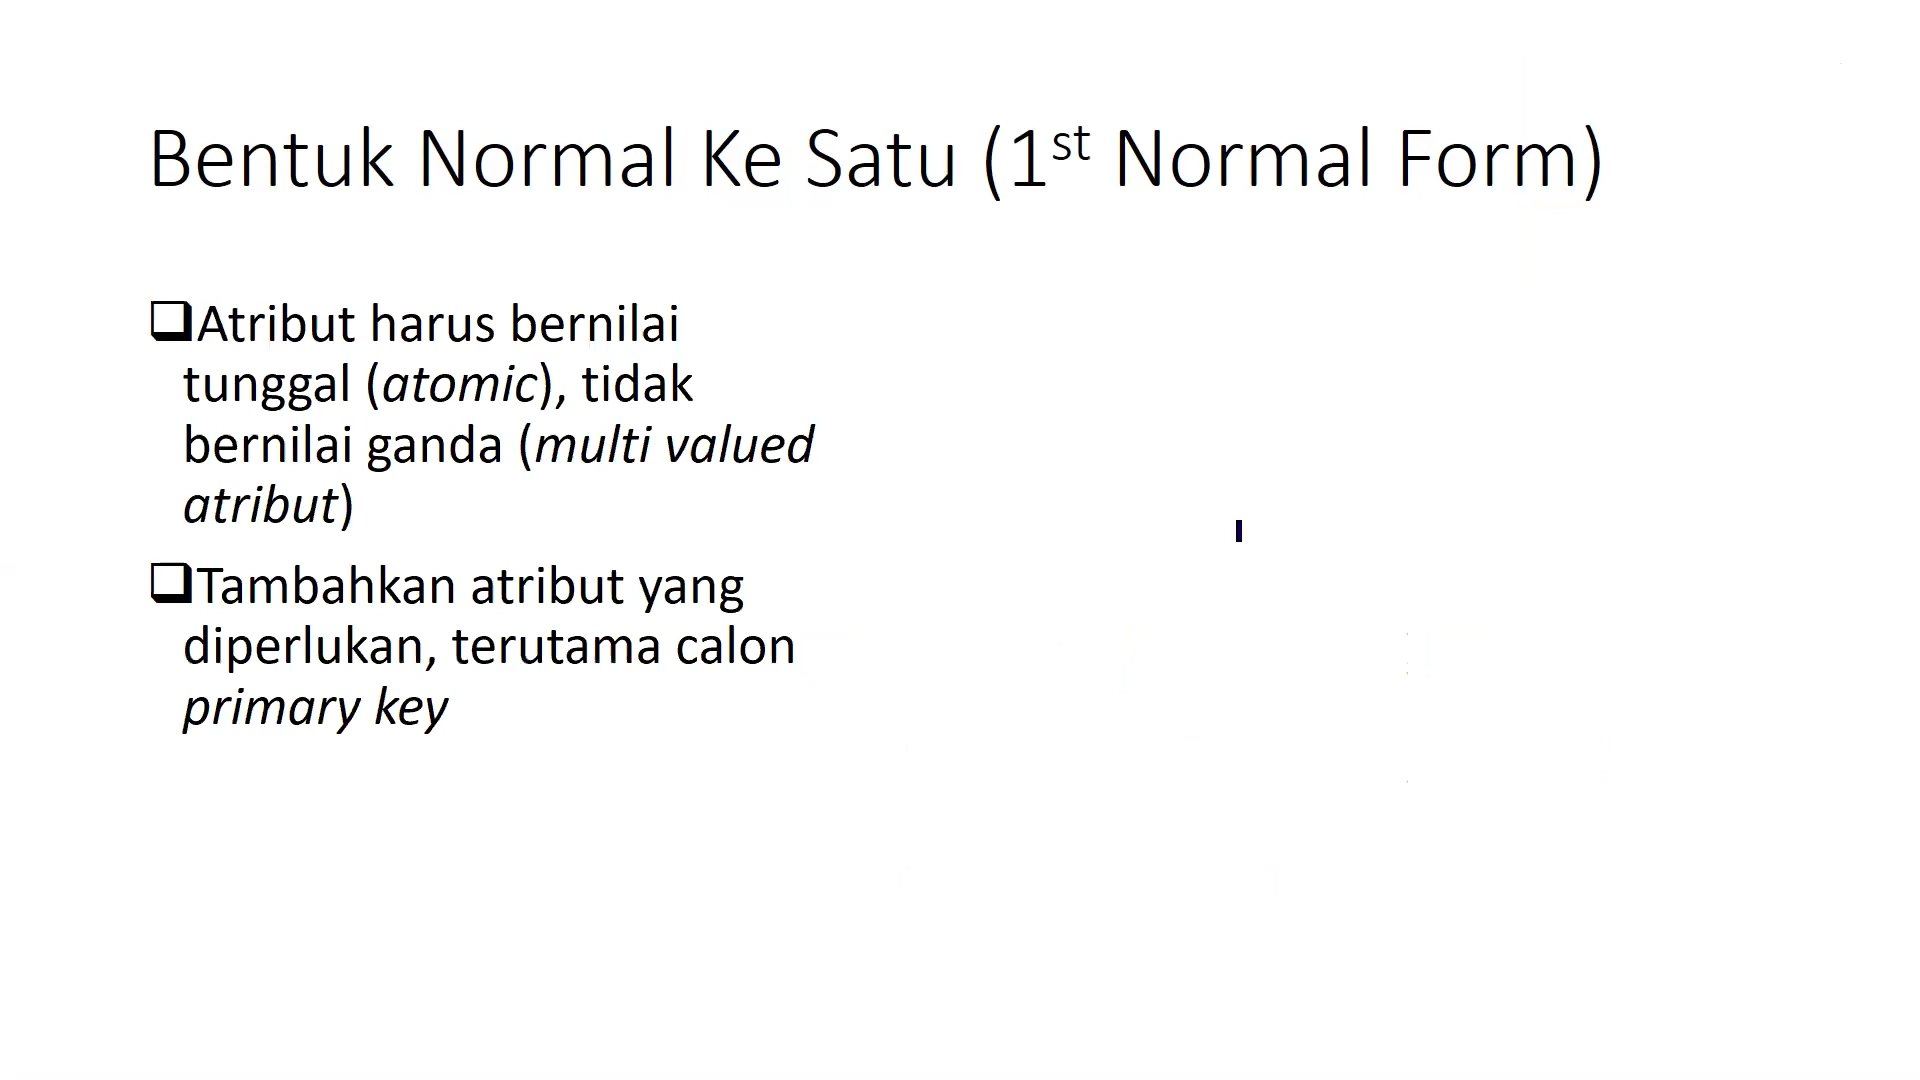 Bentuk Normal Ke Satu (1st Normal Form)
❑Atribut harus bernilai
tunggal (atomic), tidak
bernilai ganda (multi valued
atribut)
❑Tambahkan atribut yang
diperlukan, terutama calon
primary key